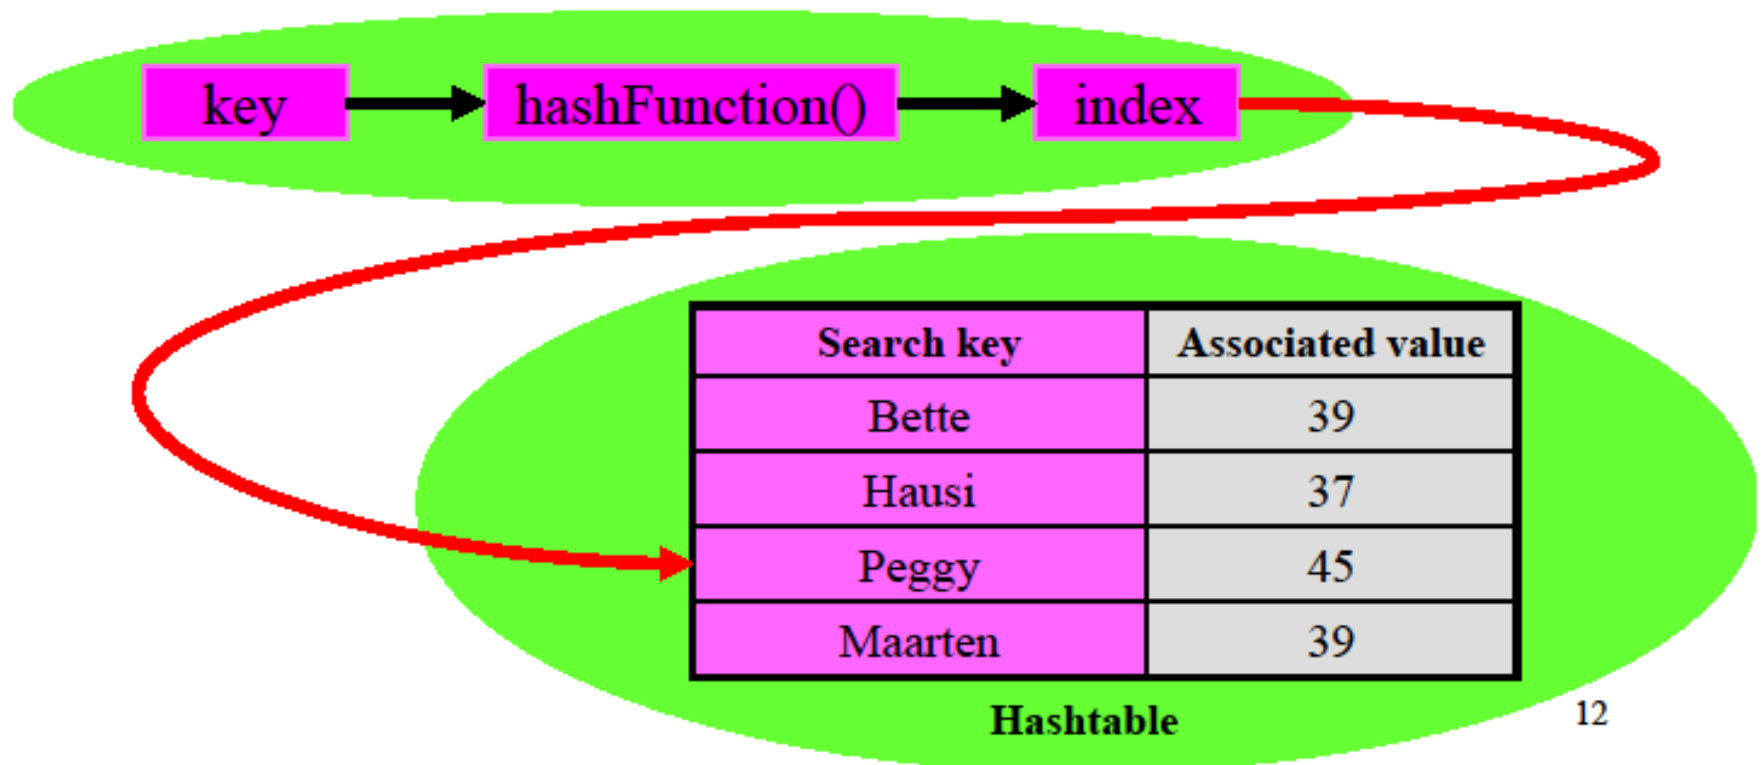 key hashFunction() index
Search key Associated value
Bette 39
Hausi 37
Peggy 45
Maarten 39
Hashtable
12